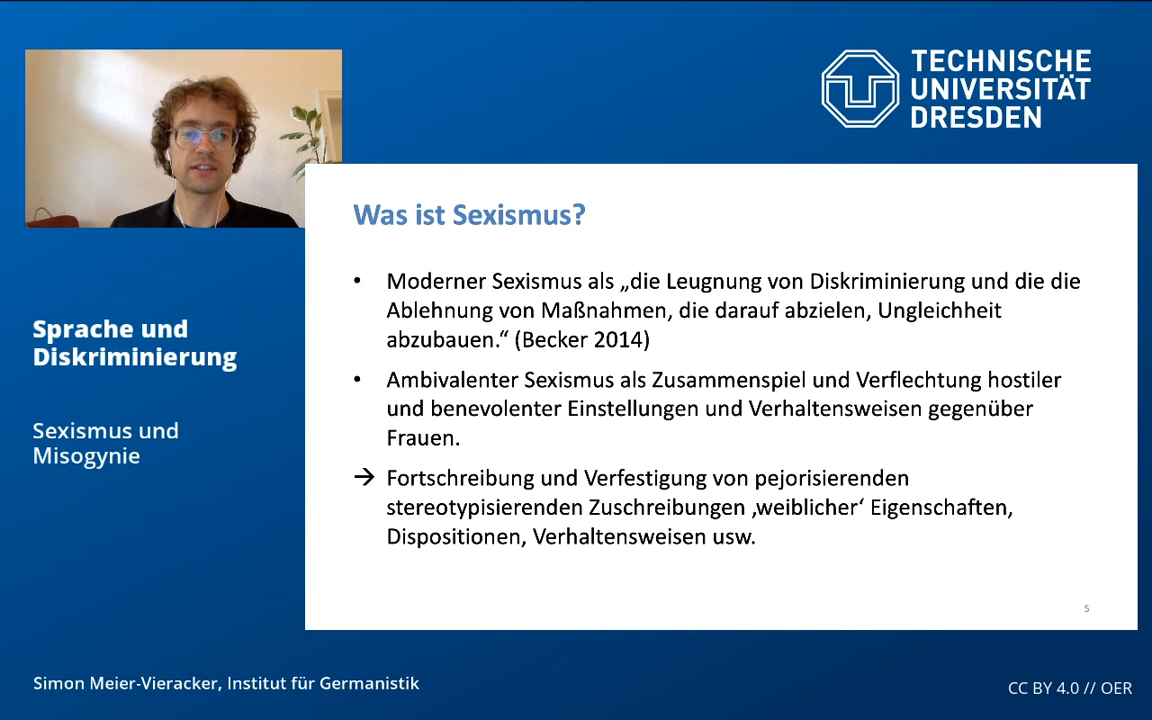 TECHNISCHE
UNIVERSITÄT
DRESDEN
Was ist Sexismus?
• Moderner Sexismus als „die Leugnung von Diskriminierung und die die
Ablehnung von Maßnahmen, die darauf abzielen, Ungleichheit
abzubauen.“ (Becker 2014)
• Ambivalenter Sexismus als Zusammenspiel und Verflechtung hostiler
und benevolenter Einstellungen und Verhaltensweisen gegenüber
Frauen.
→ Fortschreibung und Verfestigung von pejorisierenden
stereotypisierenden Zuschreibungen ‚weiblicher‘ Eigenschaften,
Dispositionen, Verhaltensweisen usw.
5
Sprache und
Diskriminierung
Sexismus und
Misogynie
Simon Meier-Vieracker, Institut für Germanistik
CC BY 4.0 // OER